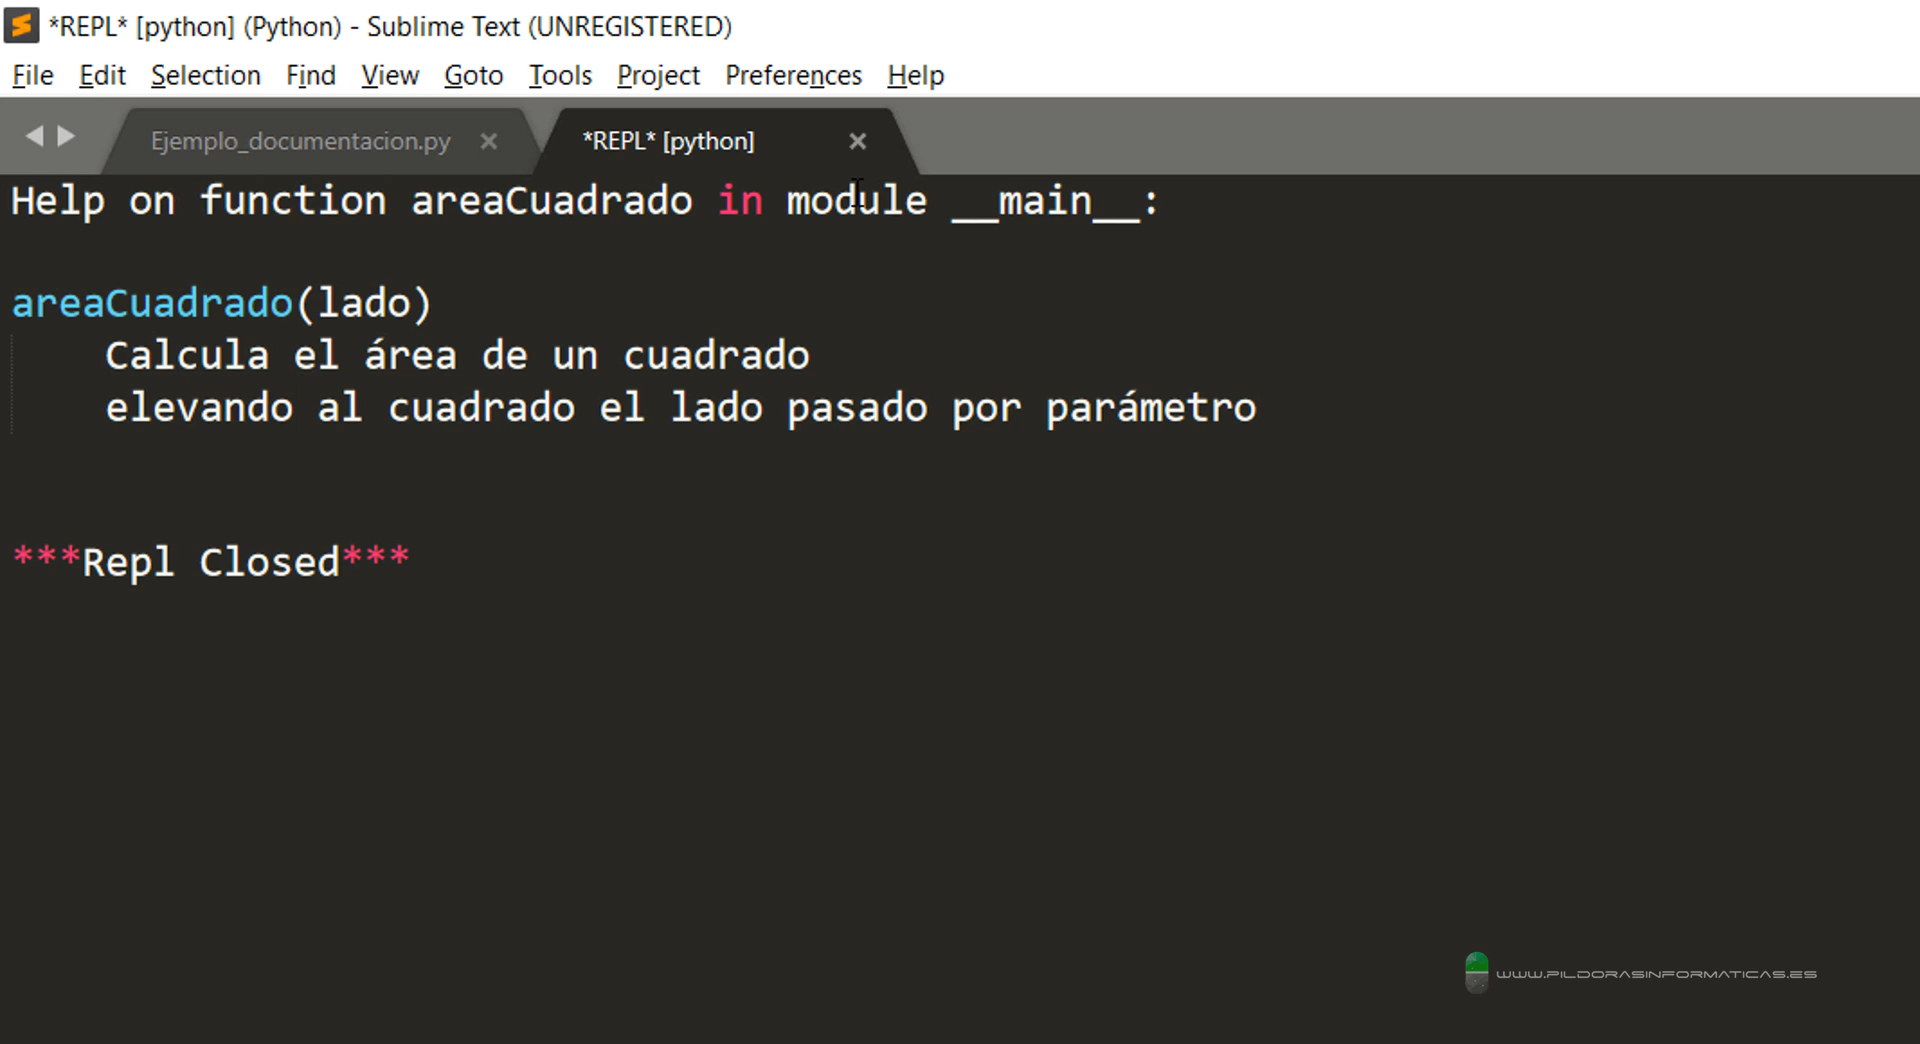 *REPL* [python] (Python) - Sublime Text (UNREGISTERED)
File Edit Selection Find View Goto Tools Project Preferences Help
Ejemplo_documentacion.py × *REPL* [python] ×
Help on function areaCuadrado in module __main__:
areaCuadrado(lado)
Calcula el área de un cuadrado
elevando al cuadrado el lado pasado por parámetro
***Repl Closed***
WWW.PILDORASINFORMATICAS.ES